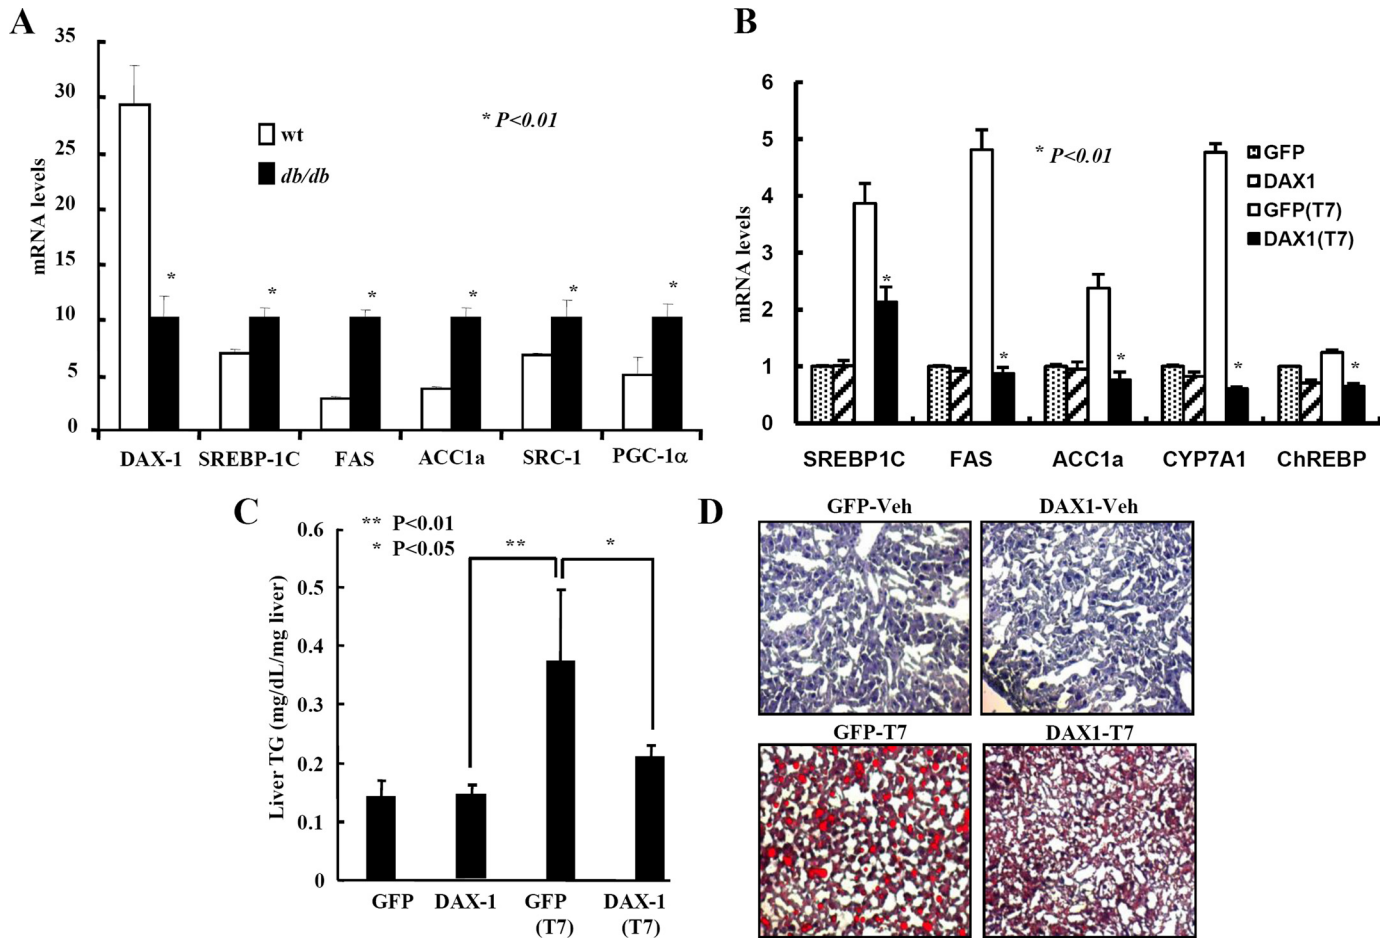 A
35
30
25
20
15
10
5
0
mRNA levels
wt
db/db
* P<0.01
*
*
*
*
*
*
DAX-1 SREBP-1C FAS ACC1a SRC-1 PGC-1α
B
6
5
4
3
2
1
0
mRNA levels
* P<0.01
GFP
DAX1
GFP(T7)
DAX1(T7)
*
*
*
*
*
SREBP1C FAS ACC1a CYP7A1 ChREBP
C
0.6
0.5
0.4
0.3
0.2
0.1
0
Liver TG (mg/dL/mg liver)
** P<0.01
* P<0.05
**
*
GFP DAX-1 GFP DAX-1
(T7) (T7)
D
GFP-Veh DAX1-Veh
GFP-T7 DAX1-T7